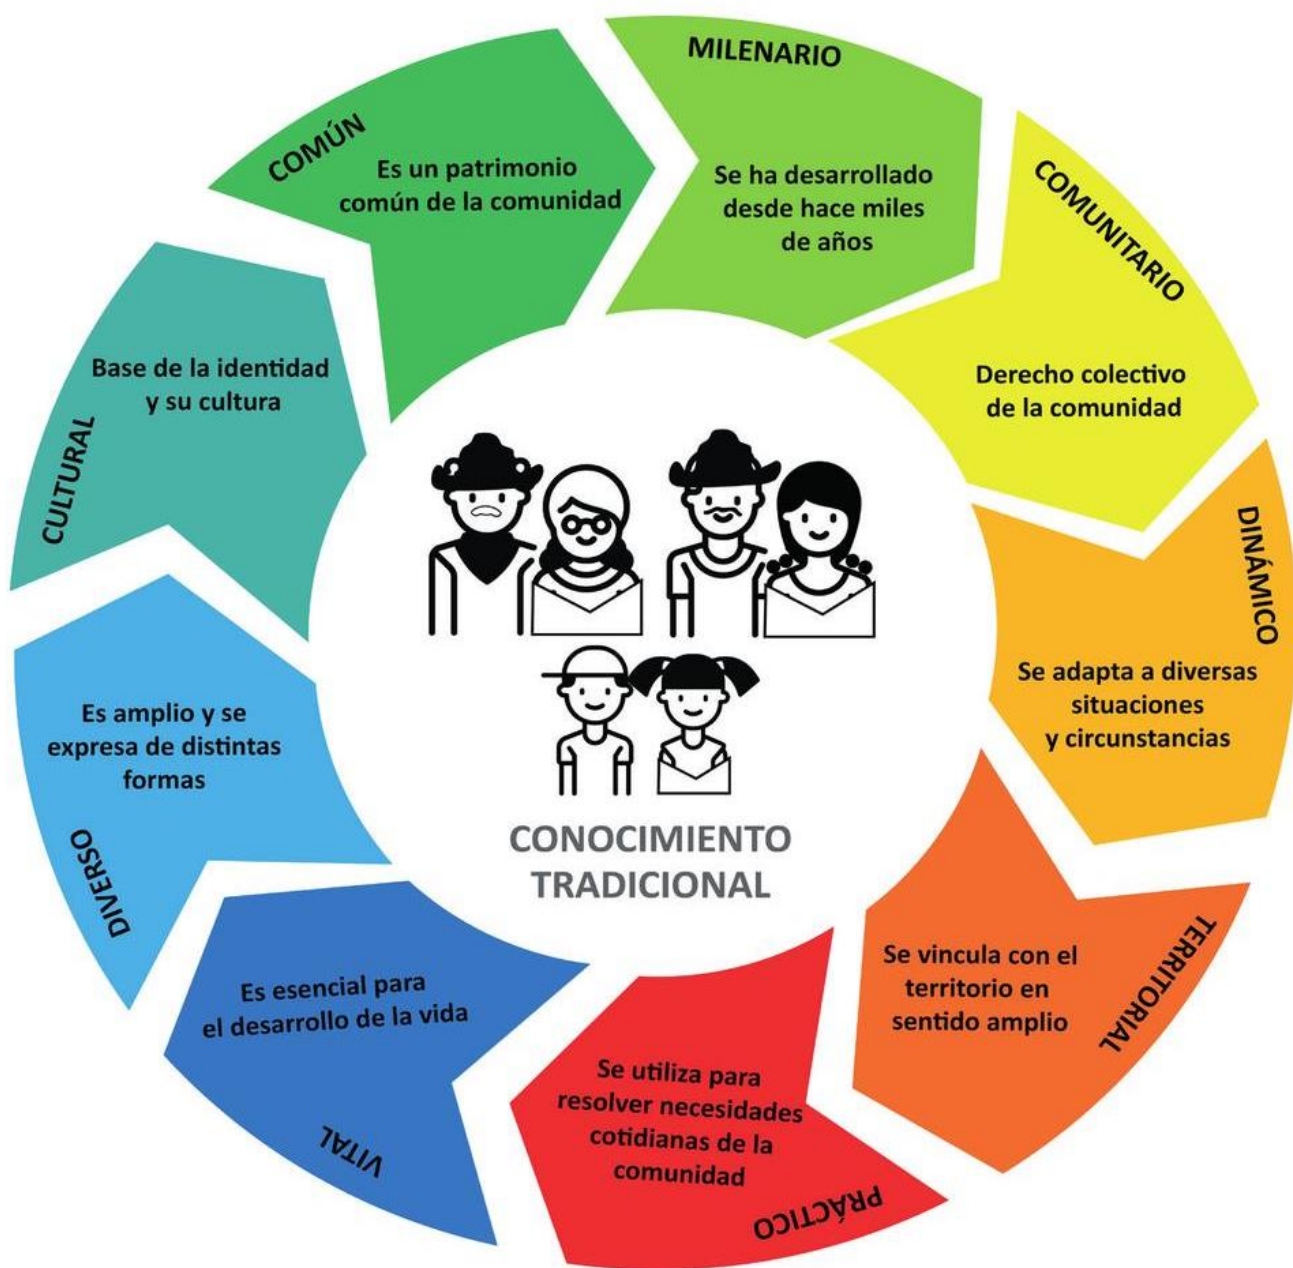 MILENARIO
Se ha desarrollado
desde hace miles
de años
COMUNITARIO
Derecho colectivo
de la comunidad
DINÁMICO
Se adapta a diversas
situaciones
y circunstancias
TERRITORIAL
Se vincula con el
territorio en
sentido amplio
PRÁCTICO
Se utiliza para
resolver necesidades
cotidianas de la
comunidad
VITAL
Es esencial para
el desarrollo de la vida
DIVERSO
Es amplio y se
expresa de distintas
formas
CULTURAL
Base de la identidad
y su cultura
COMÚN
Es un patrimonio
común de la comunidad
CONOCIMIENTO
TRADICIONAL